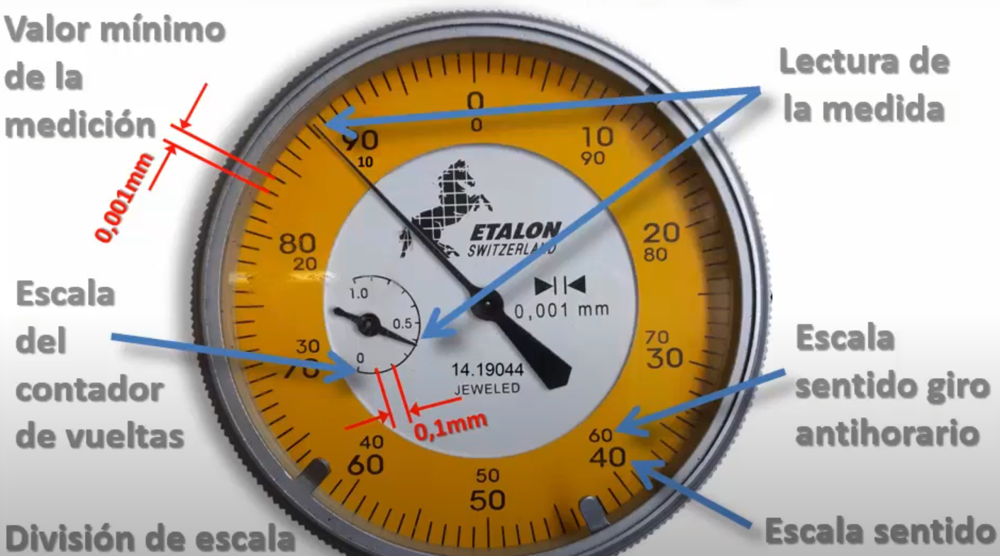 Valor mínimo
de la
medición
0,001mm
Lectura de
la medida
0
0
10
90
20
80
70
30
60
40
50
50
40
60
30
70
80
20
90
10
ETALON
SWITZERLAND
0,001 mm
1.0
0.5
0
14.19044
JEWELED
0,1mm
Escala
del
contador
de vueltas
Escala
sentido giro
antihorario
Escala sentido
División de escala